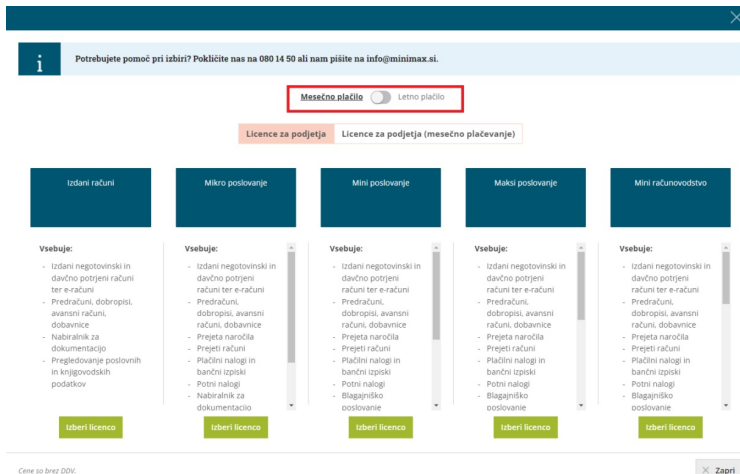 i
Potrebujete pomoč pri izbiri? Pokličite nas na 080 14 50 ali nam pišite na info@minimax.si.
Mesečno plačilo Letno plačilo
Licence za podjetja Licence za podjetja (mesečno plačevanje)
Izdani računi
Vsebuje:
- Izdani negotovinski in
davčno potrjeni računi
ter e-računi
- Predračuni, dobropisi,
avansni računi,
dobavnice
- Nabiralnik za
dokumentacijo
- Pregledovanje poslovnih
in knjigovodskih
podatkov
Izberi licenco
Mikro poslovanje
Vsebuje:
- Izdani negotovinski in
davčno potrjeni
računi ter e-računi
- Predračuni,
dobropisi, avansni
računi, dobavnice
- Prejeta naročila
- Prejeti računi
- Plačilni nalogi in
bančni izpiski
- Potni nalogi
- Nabiralnik za
dokumentacijo
Izberi licenco
Mini poslovanje
Vsebuje:
- Izdani negotovinski in
davčno potrjeni
računi ter e-računi
- Predračuni,
dobropisi, avansni
računi, dobavnice
- Prejeta naročila
- Prejeti računi
- Plačilni nalogi in
bančni izpiski
- Potni nalogi
- Blagajniško
poslovanje
Izberi licenco
Maksi poslovanje
Vsebuje:
- Izdani negotovinski in
davčno potrjeni
računi ter e-računi
- Predračuni,
dobropisi, avansni
računi, dobavnice
- Prejeta naročila
- Prejeti računi
- Plačilni nalogi in
bančni izpiski
- Potni nalogi
- Blagajniško
poslovanje
Izberi licenco
Mini računovodstvo
Vsebuje:
- Izdani negotovinski in
davčno potrjeni
računi ter e-računi
- Predračuni,
dobropisi, avansni
računi, dobavnice
- Prejeta naročila
- Prejeti računi
- Plačilni nalogi in
bančni izpiski
- Potni nalogi
- Blagajniško
poslovanje
Izberi licenco
Cene so brez DDV.
Zapri